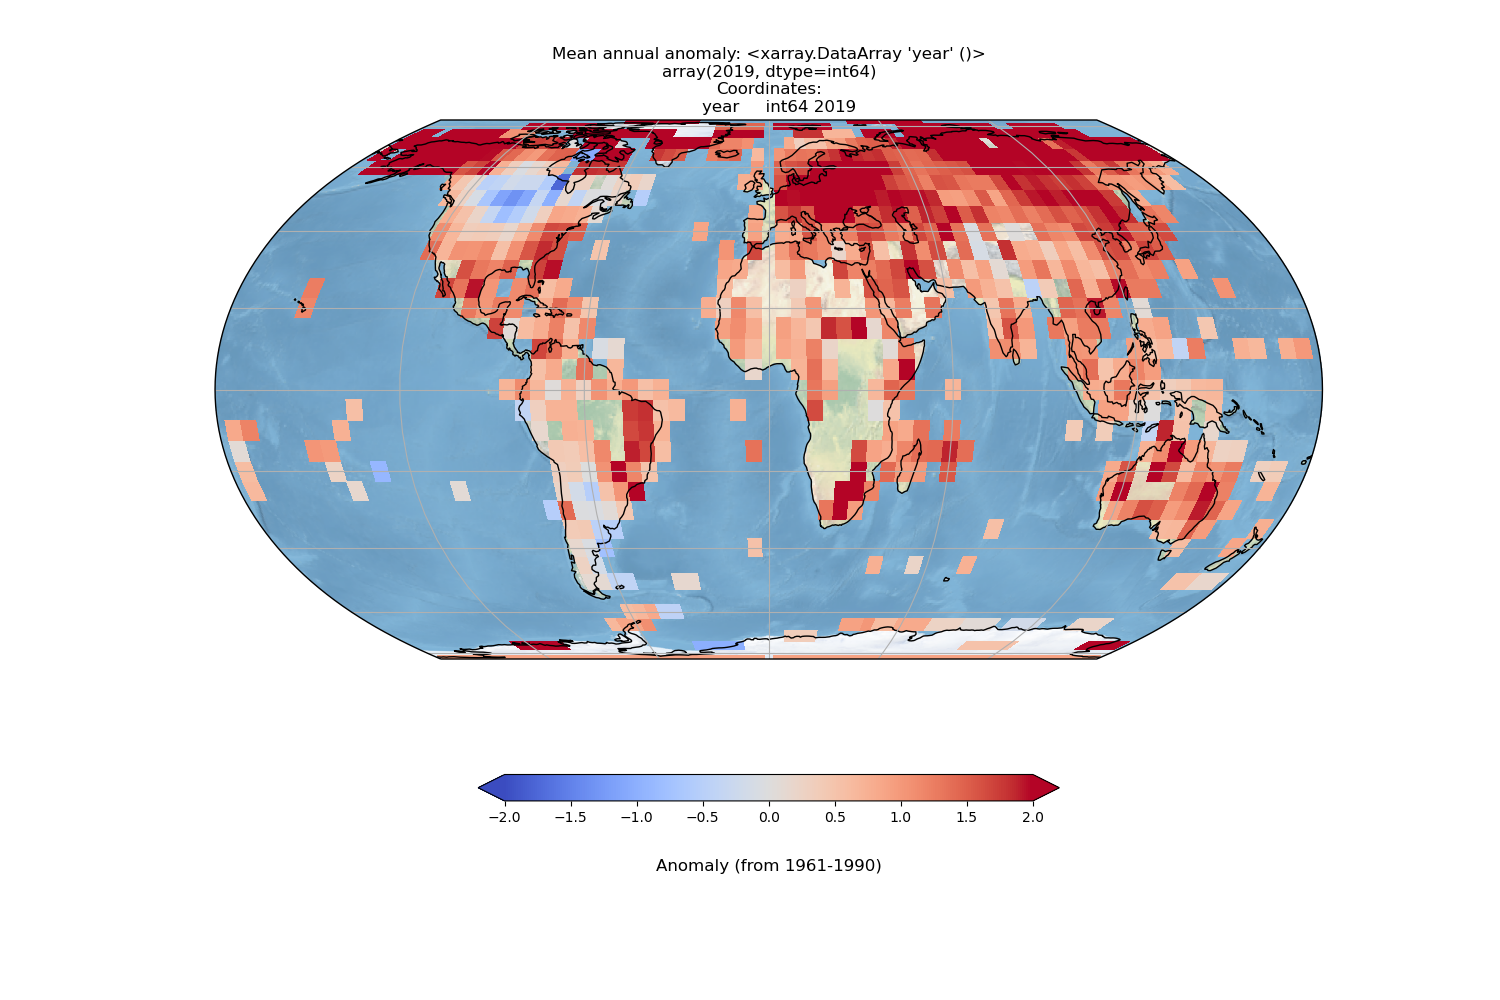 Mean annual anomaly: <xarray.DataArray 'year' ()>
array(2019, dtype=int64)
Coordinates:
year     int64 2019
−2.0 −1.5 −1.0 −0.5 0.0 0.5 1.0 1.5 2.0
Anomaly (from 1961-1990)